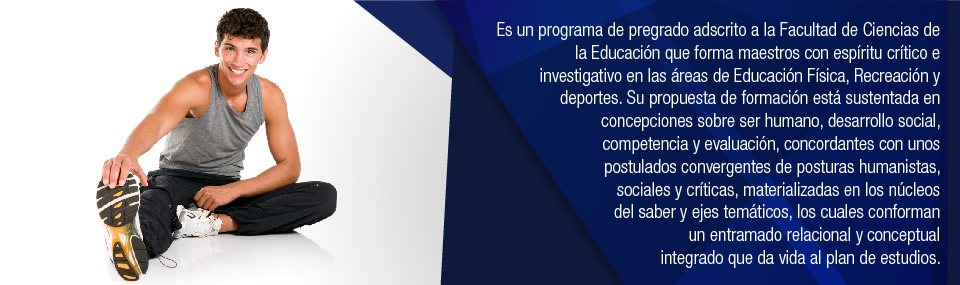 Es un programa de pregrado adscrito a la Facultad de Ciencias de
la Educación que forma maestros con espíritu crítico e
investigativo en las áreas de Educación Física, Recreación y
deportes. Su propuesta de formación está sustentada en
concepciones sobre ser humano, desarrollo social,
competencia y evaluación, concordantes con unos
postulados convergentes de posturas humanistas,
sociales y críticas, materializadas en los núcleos
del saber y ejes temáticos, los cuales conforman
un entramado relacional y conceptual
integrado que da vida al plan de estudios.